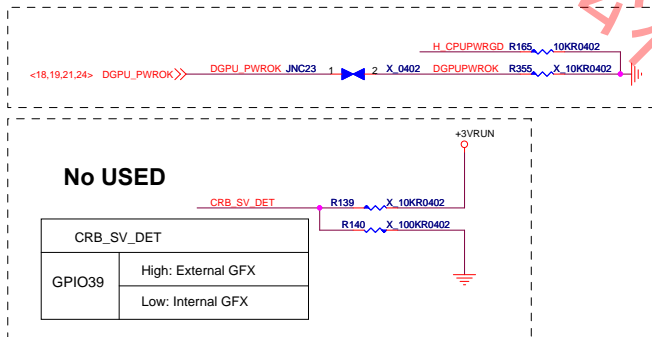 H_CPUPWRGD R165 10KR0402
<18,19,21,24> DGPU_PWROK DGPU_PWROK JNC23 1 2 X_0402 DGPUPWROK R355 X_10KR0402
+3VRUN
No USED
CRB_SV_DET R139 X_10KR0402
R140 X_100KR0402
CRB_SV_DET
GPIO39
High: External GFX
Low: Internal GFX